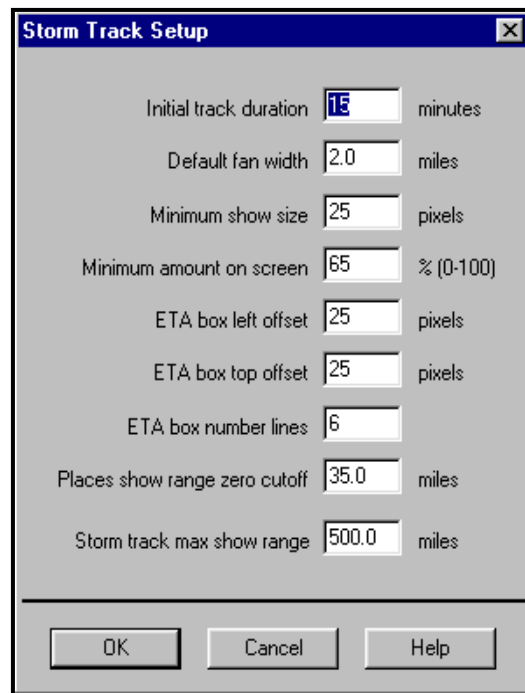 Storm Track Setup
Initial track duration 15 minutes
Default fan width 2.0 miles
Minimum show size 25 pixels
Minimum amount on screen 65 % (0-100)
ETA box left offset 25 pixels
ETA box top offset 25 pixels
ETA box number lines 6
Places show range zero cutoff 35.0 miles
Storm track max show range 500.0 miles
OK Cancel Help